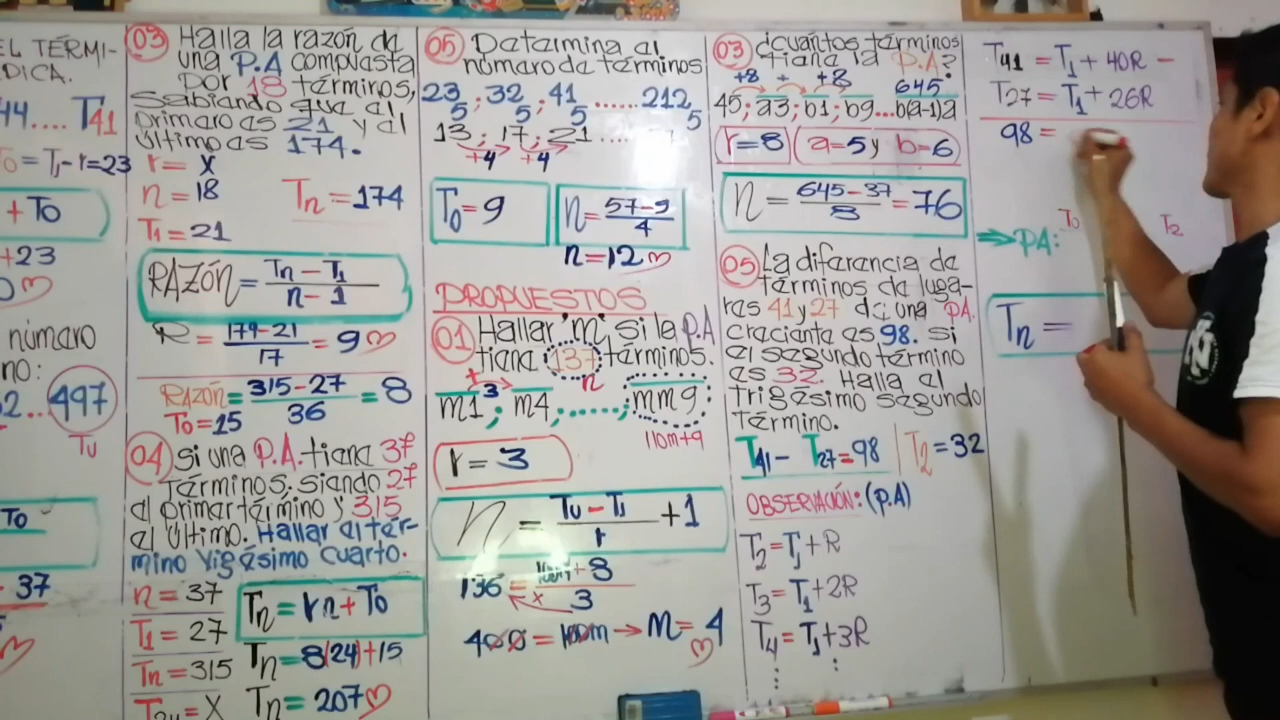 EL TÉRMI-
DICA.
44.... T41
T0 = T1 - r = 23
+ T0
+23
número
no:
2...497
Tu
T0
- 37
03 Halla la razón de
una P.A compuesta
por 18 términos,
sabiendo que el
primero es 21 y el
último es 174.
r = x
n = 18
Tn = 174
T1 = 21
RAZÓN = Tn - T1 / n - 1
R = 174 - 21 / 17 = 9
RAZÓN = 315 - 27 / 36 = 8
T0 = 15
04 Si una P.A. tiene 37
términos; siendo 27
el primer término y 315
el último. Hallar el tér-
mino vigésimo cuarto.
n = 37
T1 = 27
Tn = 315
T24 = X
Tn = rn + T0
Tn = 8(24) + 15
Tn = 207
05 Determina el
número de términos
23 5 ; 32 5 ; 41 5 ...... 212 5
13 ; 17 ; 21 ....
+4 +4
T0 = 9
n = 57 - 9 / 4
n = 12
PROPUESTOS
01 Hallar "m" si la P.A
tiene 137 términos.
n
+3
m1 ; m4 ; ...... ; mm9
110m+9
r = 3
n = Tu - T1 / r + 1
136 = 100m + 8 / 3
400 = 100m → m = 4
03 ¿cuántos términos
tiene la P.A?
+8 +8 645
45 ; a3 ; b1 ; b9 ... b(a-1)a
r = 8 (a = 5 y b = 6)
n = 645 - 37 / 8 = 76
05 La diferencia de
términos de luga-
res 41 y 27 de una P.A.
creciente es 98. si
el segundo término
es 32. Halla el
trigésimo segundo
término.
T41 - T27 = 98 | T2 = 32
OBSERVACIÓN: (P.A)
T2 = T1 + R
T3 = T1 + 2R
T4 = T1 + 3R
T41 = T1 + 40R -
T27 = T1 + 26R
98 =
⇒ PA: T0 T2
Tn =